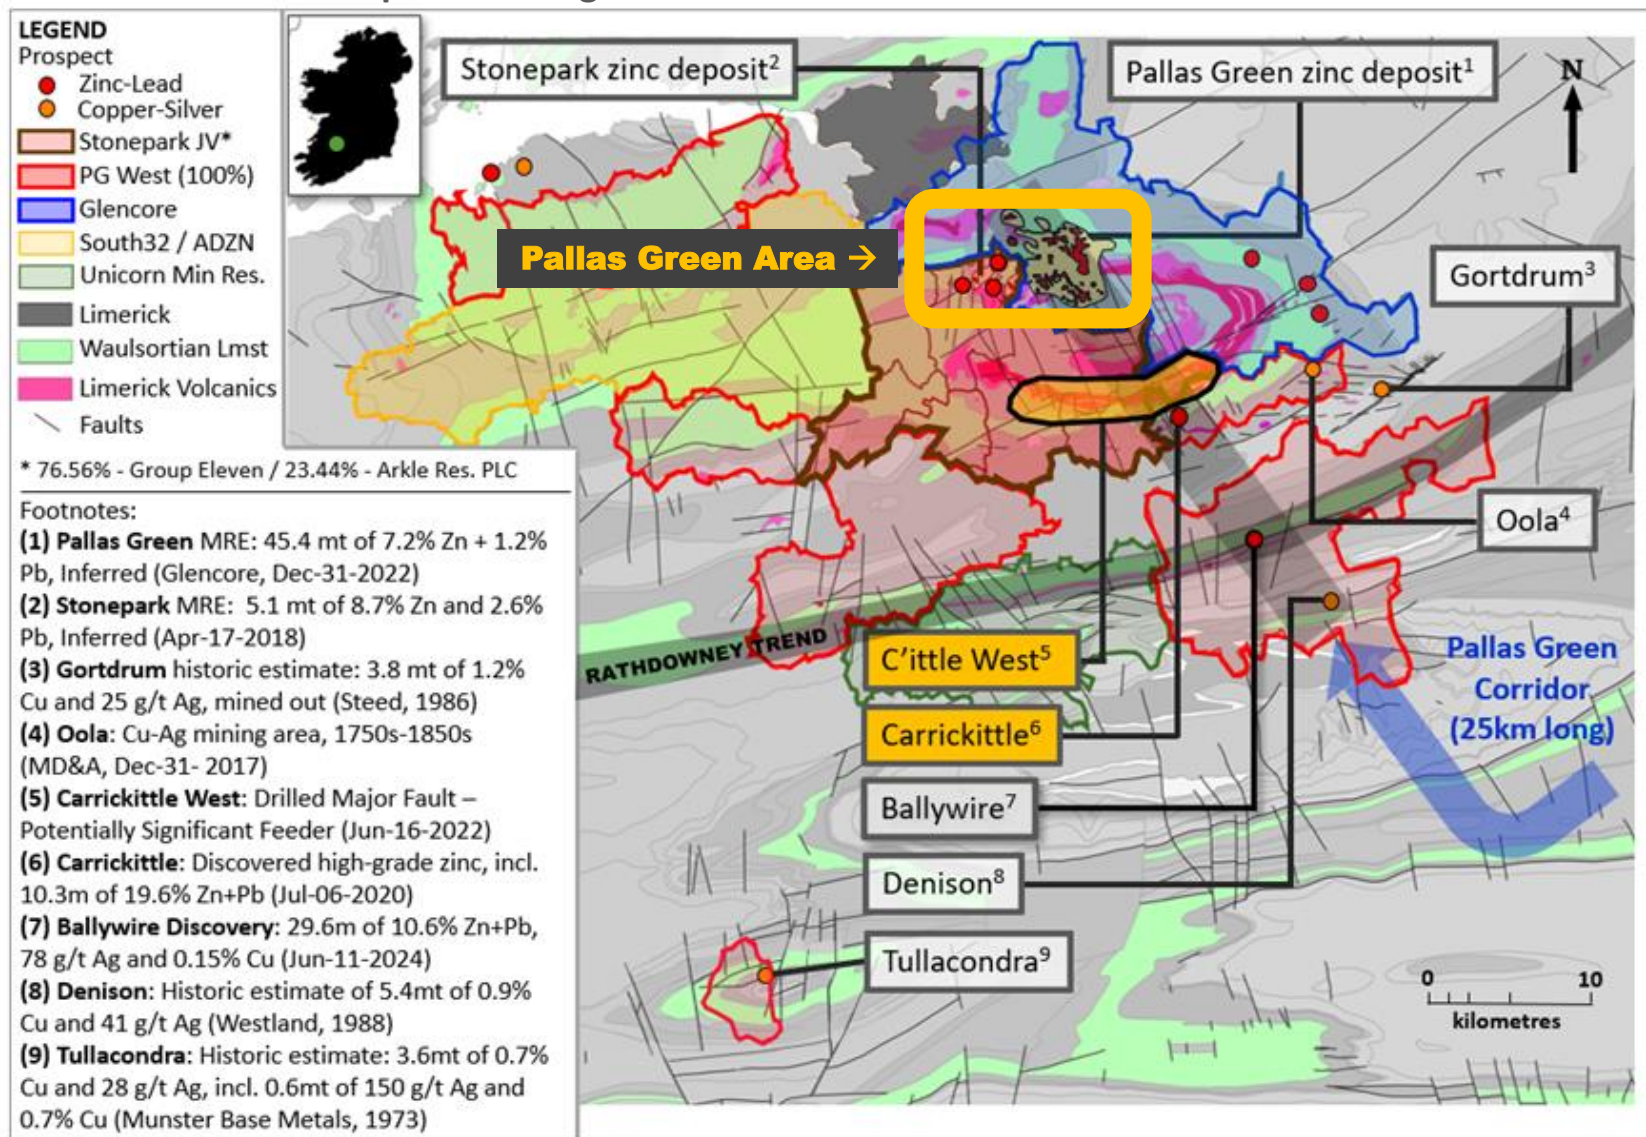 LEGEND
Prospect
Zinc-Lead
Copper-Silver
Stonepark JV*
PG West (100%)
Glencore
South32 / ADZN
Unicorn Min Res.
Limerick
Waulsortian Lmst
Limerick Volcanics
Faults
* 76.56% - Group Eleven / 23.44% - Arkle Res. PLC
Footnotes:
(1) Pallas Green MRE: 45.4 mt of 7.2% Zn + 1.2%
Pb, Inferred (Glencore, Dec-31-2022)
(2) Stonepark MRE: 5.1 mt of 8.7% Zn and 2.6%
Pb, Inferred (Apr-17-2018)
(3) Gortdrum historic estimate: 3.8 mt of 1.2%
Cu and 25 g/t Ag, mined out (Steed, 1986)
(4) Oola: Cu-Ag mining area, 1750s-1850s
(MD&A, Dec-31- 2017)
(5) Carrickittle West: Drilled Major Fault –
Potentially Significant Feeder (Jun-16-2022)
(6) Carrickittle: Discovered high-grade zinc, incl.
10.3m of 19.6% Zn+Pb (Jul-06-2020)
(7) Ballywire Discovery: 29.6m of 10.6% Zn+Pb,
78 g/t Ag and 0.15% Cu (Jun-11-2024)
(8) Denison: Historic estimate of 5.4mt of 0.9%
Cu and 41 g/t Ag (Westland, 1988)
(9) Tullacondra: Historic estimate: 3.6mt of 0.7%
Cu and 28 g/t Ag, incl. 0.6mt of 150 g/t Ag and
0.7% Cu (Munster Base Metals, 1973)
Stonepark zinc deposit²
Pallas Green zinc deposit¹
N
Pallas Green Area →
Gortdrum³
Oola⁴
RATHDOWNEY TREND
C'ittle West⁵
Carrickittle⁶
Ballywire⁷
Denison⁸
Tullacondra⁹
Pallas Green
Corridor
(25km long)
0 10
kilometres